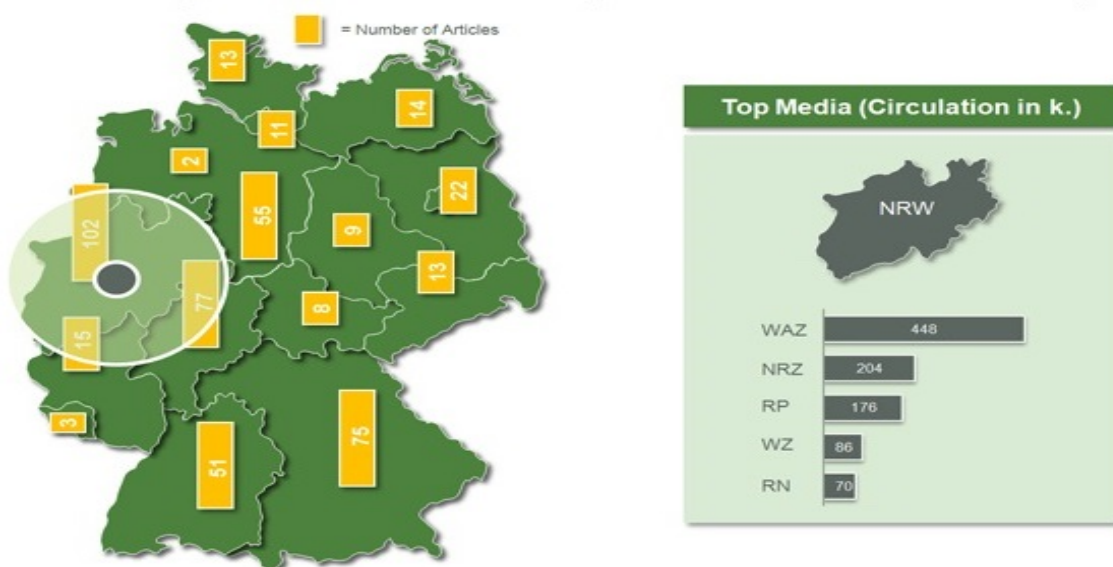 = Number of Articles
13
14
11
2
22
102
55
9
13
77
8
15
3
75
51
Top Media (Circulation in k.)
NRW
WAZ 448
NRZ 204
RP 176
WZ 86
RN 70